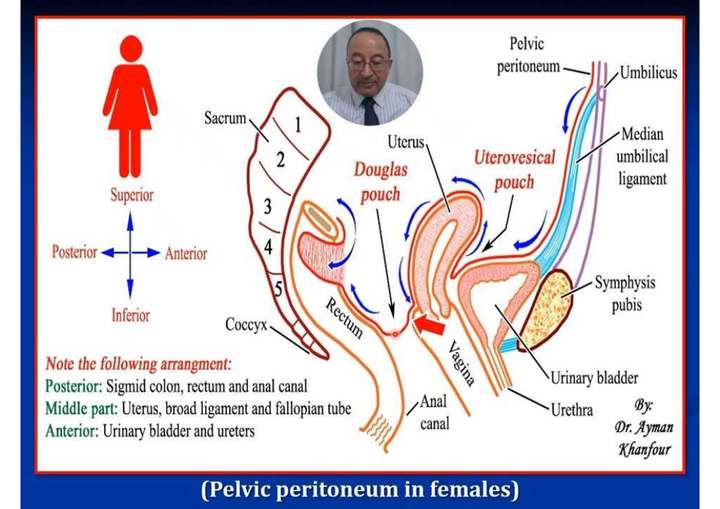 Pelvic
peritoneum
Umbilicus
Sacrum
1
2
3
4
5
Uterus
Douglas
pouch
Uterovesical
pouch
Median
umbilical
ligament
Superior
Posterior
Anterior
Inferior
Symphysis
pubis
Coccyx
Rectum
Vagina
Urinary bladder
Anal
canal
Urethra
Note the following arrangment:
Posterior: Sigmid colon, rectum and anal canal
Middle part: Uterus, broad ligament and fallopian tube
Anterior: Urinary bladder and ureters
By:
Dr. Ayman
Khanfour
(Pelvic peritoneum in females)